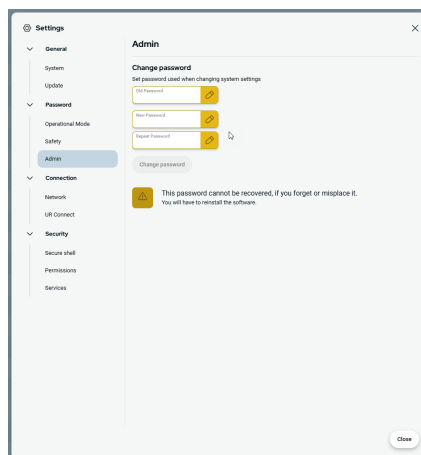 Settings
General
System
Update
Password
Operational Mode
Safety
Admin
Connection
Network
UR Connect
Security
Secure shell
Permissions
Services
Admin
Change password
Set password used when changing system settings
Old Password
New Password
Repeat Password
Change password
This password cannot be recovered, if you forget or misplace it.
You will have to reinstall the software.
Close